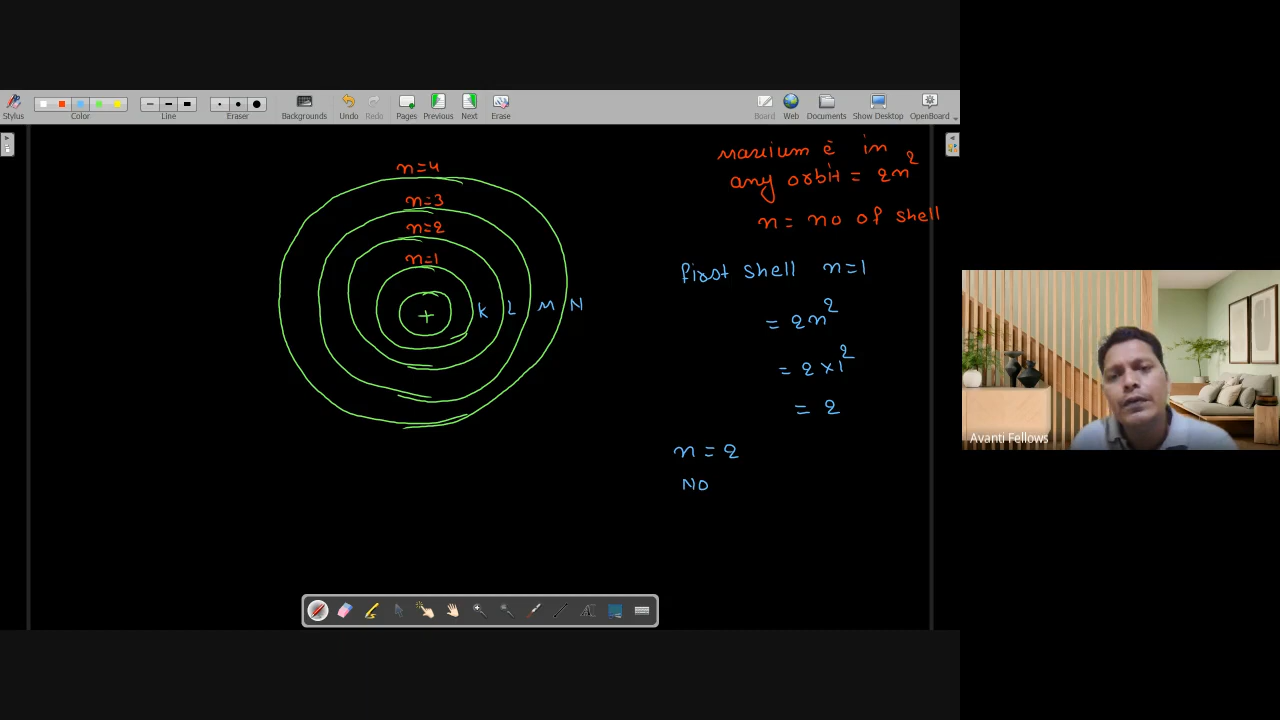 Stylus
Color
Line
Eraser
Backgrounds
Undo
Redo
Pages
Previous
Next
Erase
Board
Web
Documents
Show Desktop
OpenBoard
n=4
n=3
n=2
n=1
+
K L M N
maxium e in
any orbit = 2n²
n = no of shell
first shell n=1
= 2n²
= 2×1²
= 2
n = 2
NO
Avanti Fellows